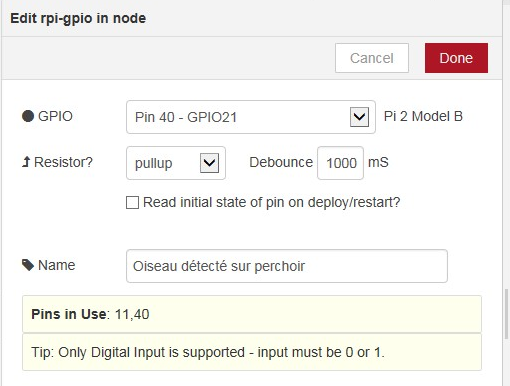 Edit rpi-gpio in node
Cancel Done
GPIO Pin 40 - GPIO21 Pi 2 Model B
Resistor? pullup Debounce 1000 mS
Read initial state of pin on deploy/restart?
Name Oiseau détecté sur perchoir
Pins in Use: 11,40
Tip: Only Digital Input is supported - input must be 0 or 1.